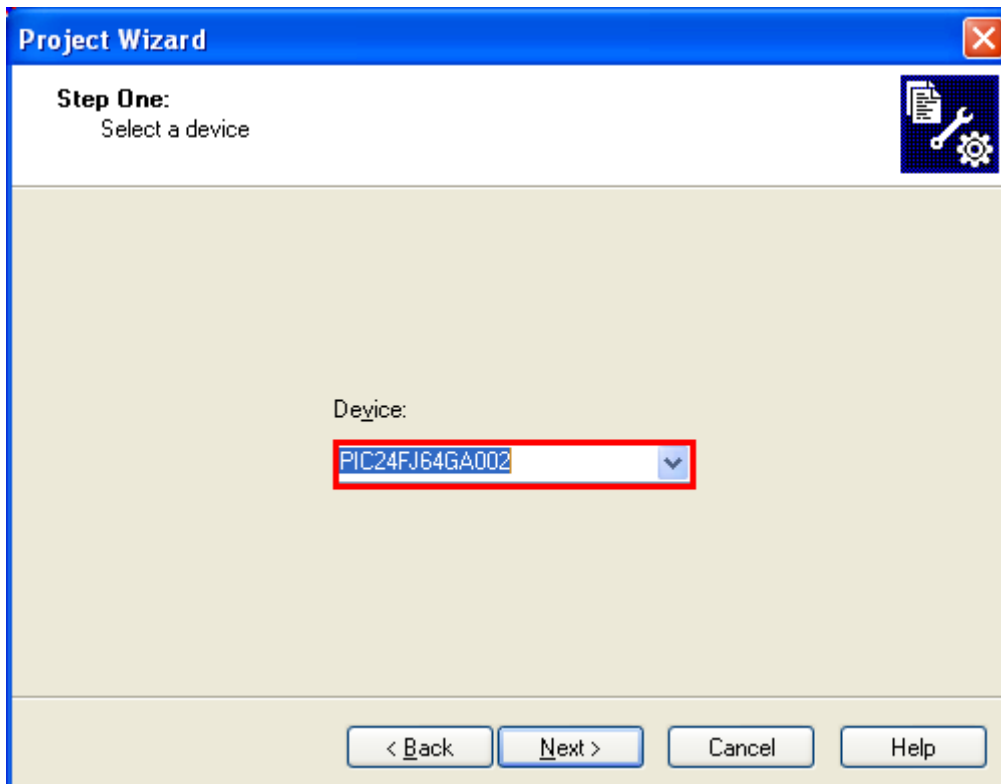 Project Wizard
Step One:
Select a device
Device:
PIC24FJ64GA002
< Back
Next >
Cancel
Help